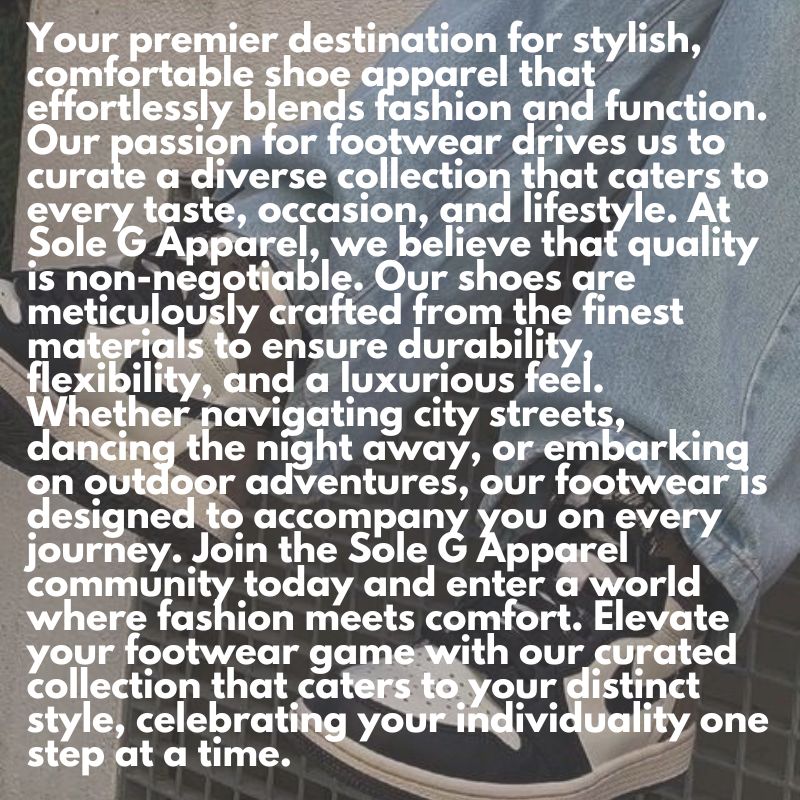 Your premier destination for stylish,
comfortable shoe apparel that
effortlessly blends fashion and function.
Our passion for footwear drives us to
curate a diverse collection that caters to
every taste, occasion, and lifestyle. At
Sole G Apparel, we believe that quality
is non-negotiable. Our shoes are
meticulously crafted from the finest
materials to ensure durability,
flexibility, and a luxurious feel.
Whether navigating city streets,
dancing the night away, or embarking
on outdoor adventures, our footwear is
designed to accompany you on every
journey. Join the Sole G Apparel
community today and enter a world
where fashion meets comfort. Elevate
your footwear game with our curated
collection that caters to your distinct
style, celebrating your individuality one
step at a time.